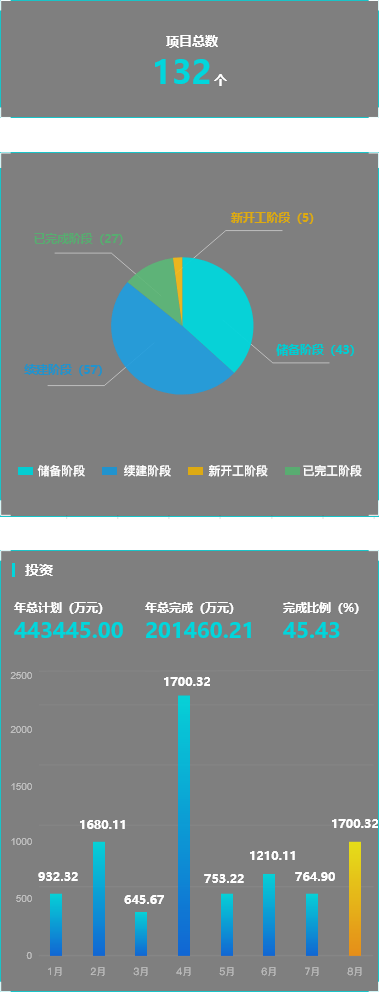 项目总数
132个
新开工阶段（5）
已完成阶段（27）
储备阶段（43）
续建阶段（57）
储备阶段 续建阶段 新开工阶段 已完工阶段
投资
年总计划（万元） 年总完成（万元） 完成比例（%）
443445.00 201460.21 45.43
2500
1700.32
2000
1500
1680.11
1700.32
1000
1210.11
932.32
753.22
764.90
645.67
500
0
1月 2月 3月 4月 5月 6月 7月 8月